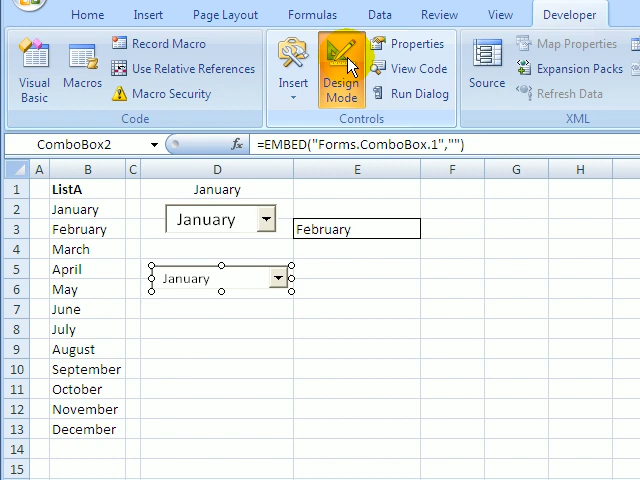 Home Insert Page Layout Formulas Data Review View Developer
Visual Basic
Macros
Record Macro
Use Relative References
Macro Security
Code
Insert
Design Mode
Properties
View Code
Run Dialog
Controls
Source
Map Properties
Expansion Packs
Refresh Data
XML
ComboBox2 fx =EMBED("Forms.ComboBox.1","")
A B C D E F G H
1 ListA January
2 January January
3 February February
4 March
5 April January
6 May
7 June
8 July
9 August
10 September
11 October
12 November
13 December
14
15